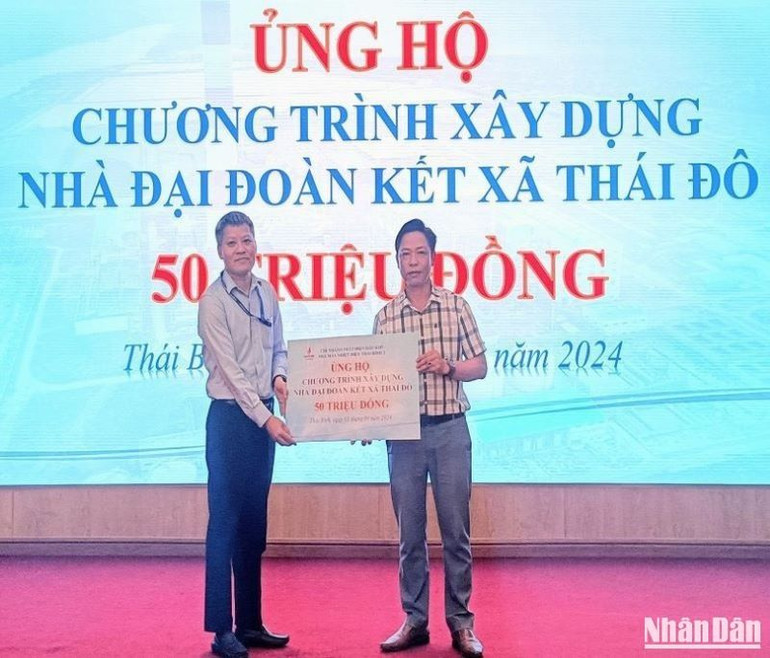 ỦNG HỘ
CHƯƠNG TRÌNH XÂY DỰNG
NHÀ ĐẠI ĐOÀN KẾT XÃ THÁI ĐÔ
50 TRIỆU ĐỒNG
Thái B năm 2024
ỦNG HỘ
CHƯƠNG TRÌNH XÂY DỰNG
NHÀ ĐẠI ĐOÀN KẾT XÃ THÁI ĐÔ
50 TRIỆU ĐỒNG
NhânDân